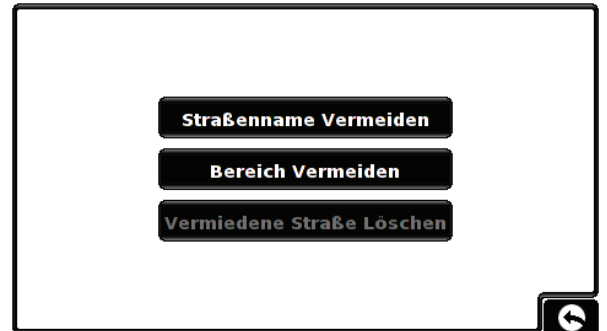 Straßenname Vermeiden
Bereich Vermeiden
Vermiedene Straße Löschen